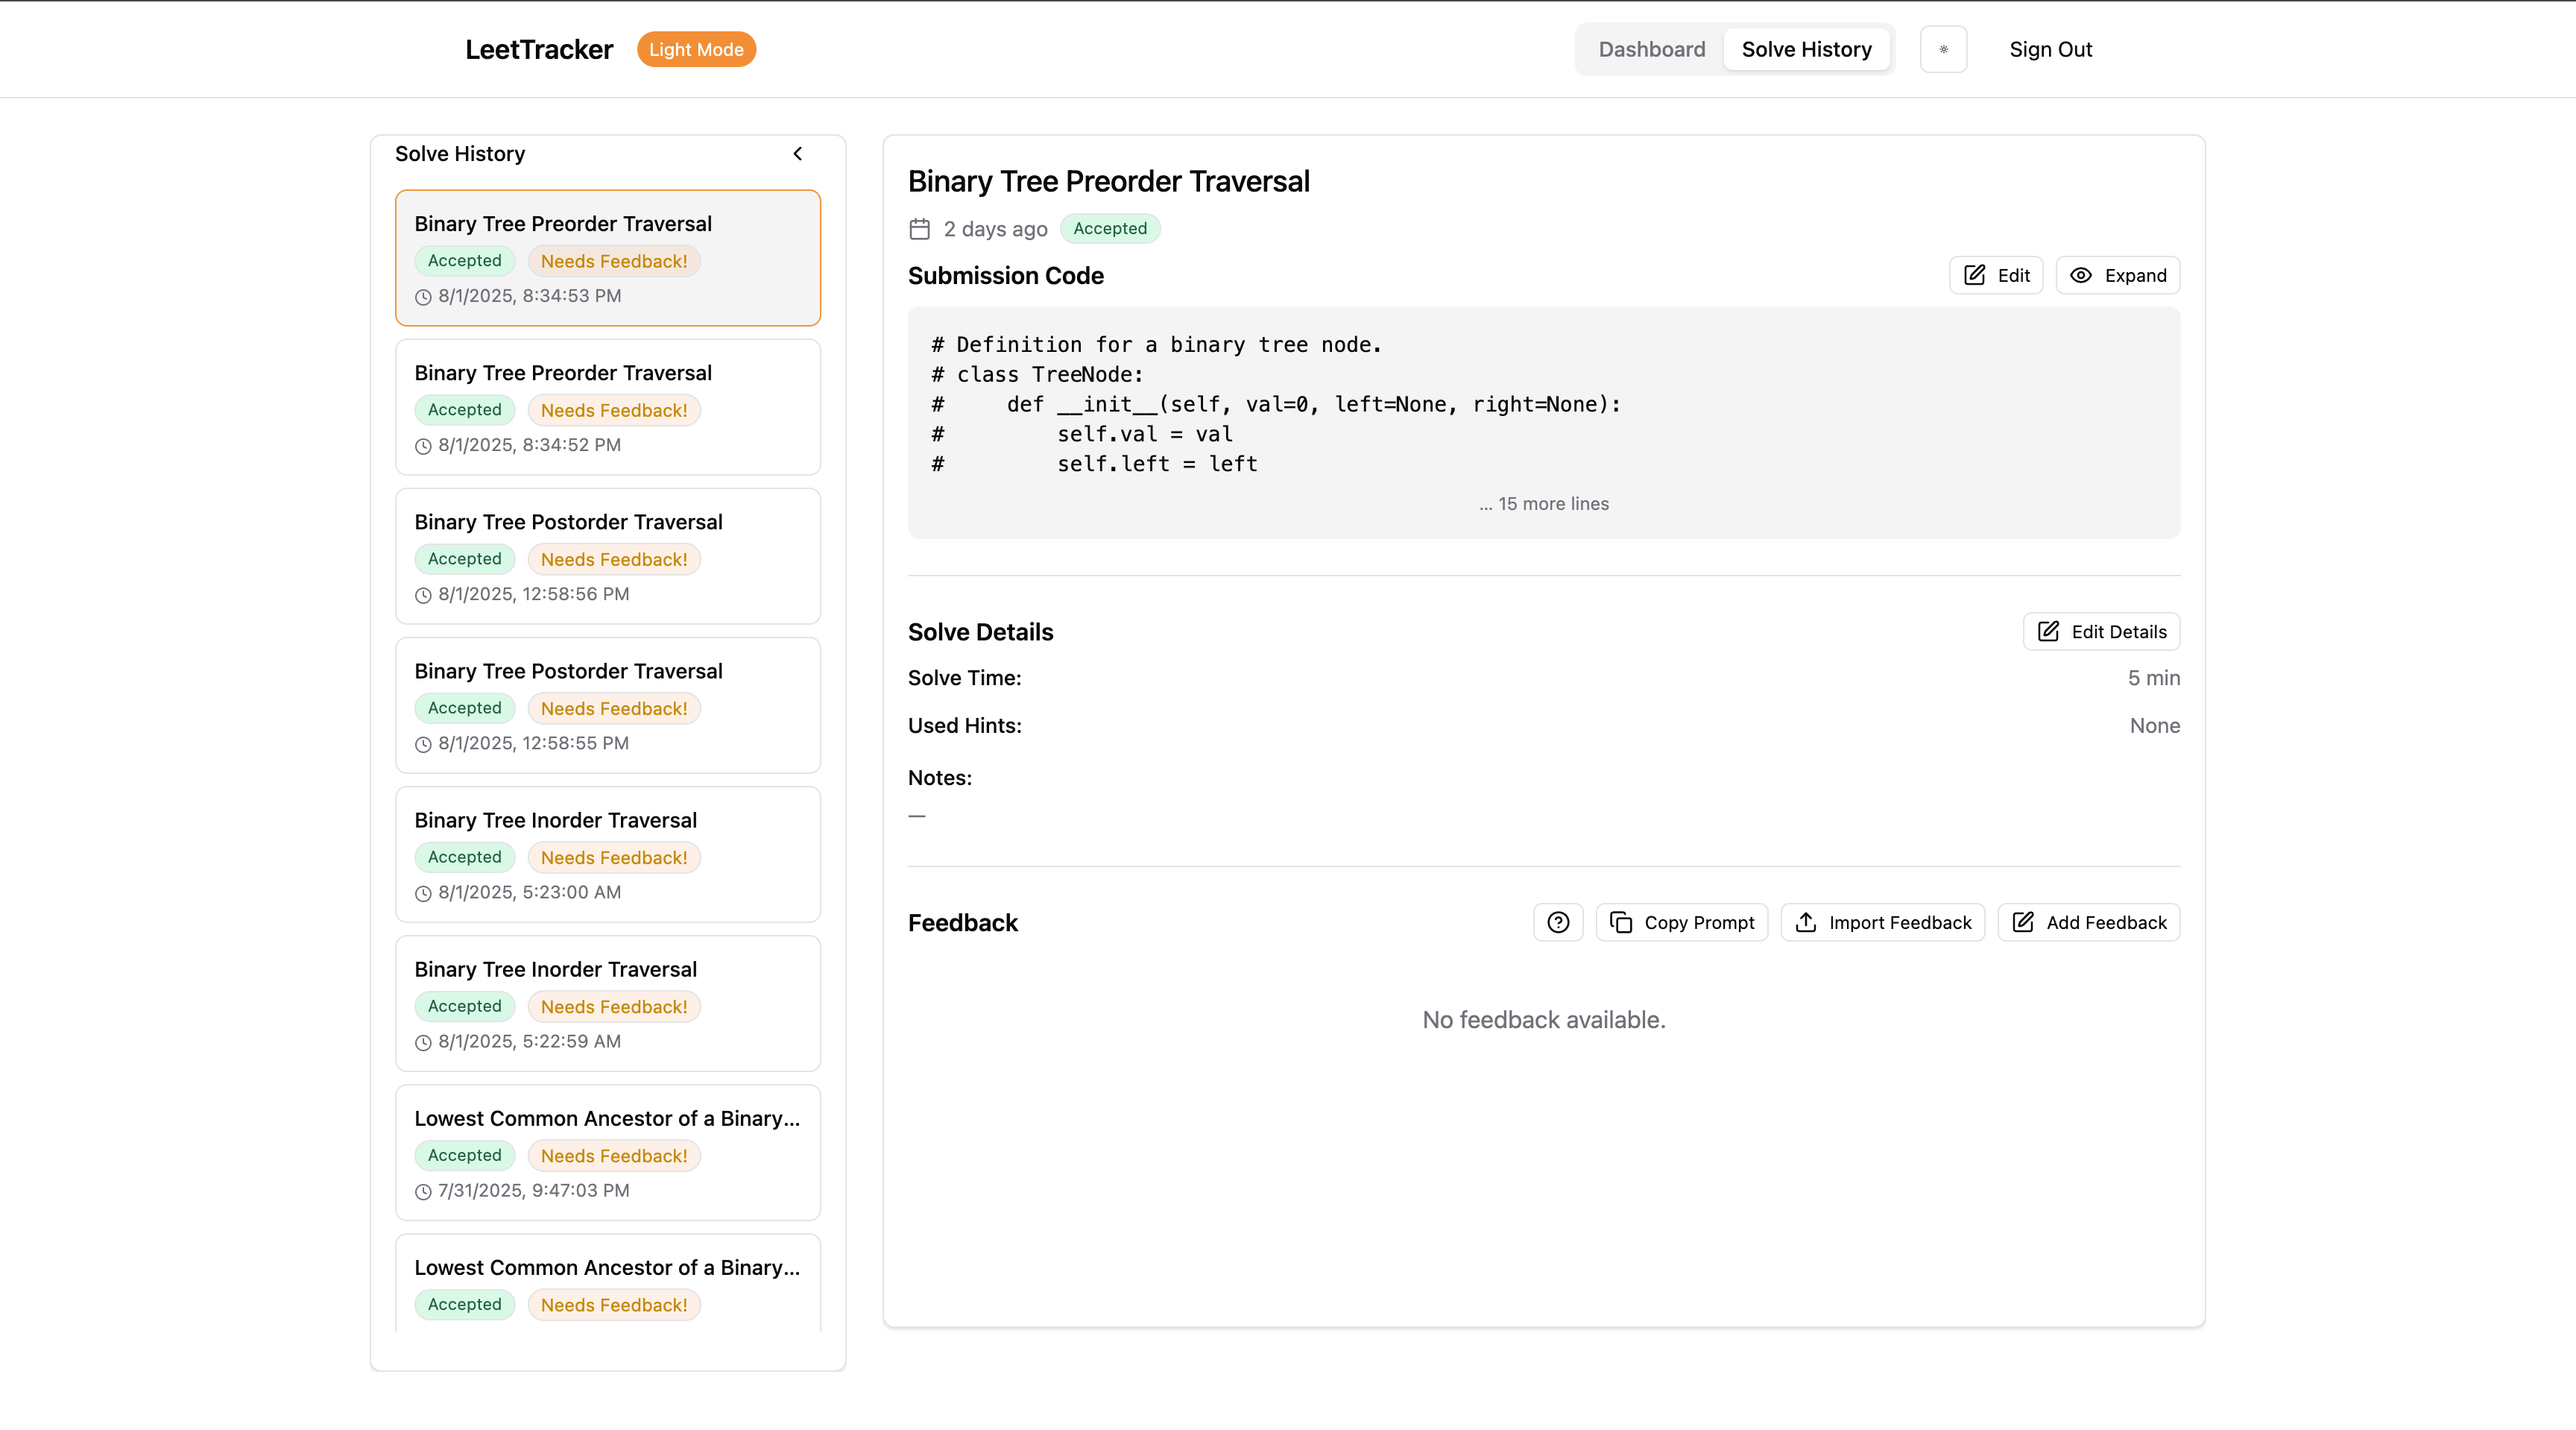 LeetTracker
Light Mode
Dashboard
Solve History
Sign Out
Solve History
Binary Tree Preorder Traversal
Accepted Needs Feedback!
8/1/2025, 8:34:53 PM
Binary Tree Preorder Traversal
Accepted Needs Feedback!
8/1/2025, 8:34:52 PM
Binary Tree Postorder Traversal
Accepted Needs Feedback!
8/1/2025, 12:58:56 PM
Binary Tree Postorder Traversal
Accepted Needs Feedback!
8/1/2025, 12:58:55 PM
Binary Tree Inorder Traversal
Accepted Needs Feedback!
8/1/2025, 5:23:00 AM
Binary Tree Inorder Traversal
Accepted Needs Feedback!
8/1/2025, 5:22:59 AM
Lowest Common Ancestor of a Binary...
Accepted Needs Feedback!
7/31/2025, 9:47:03 PM
Lowest Common Ancestor of a Binary...
Accepted Needs Feedback!
Binary Tree Preorder Traversal
2 days ago Accepted
Submission Code
Edit
Expand
# Definition for a binary tree node.
# class TreeNode:
#     def __init__(self, val=0, left=None, right=None):
#         self.val = val
#         self.left = left
... 15 more lines
Solve Details
Edit Details
Solve Time: 5 min
Used Hints: None
Notes:
—
Feedback
Copy Prompt
Import Feedback
Add Feedback
No feedback available.